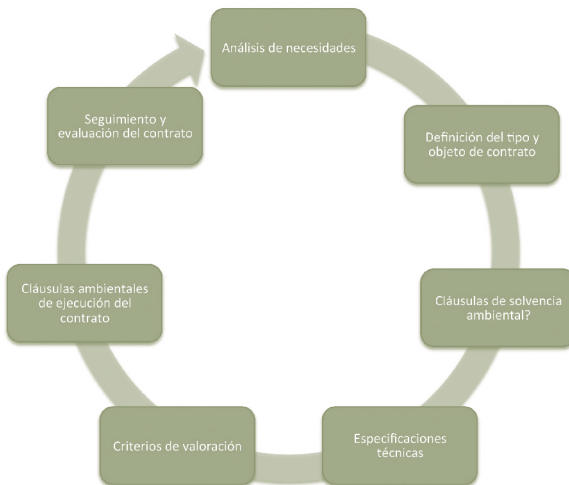 Análisis de necesidades
Definición del tipo y
objeto de contrato
Cláusulas de solvencia
ambiental?
Especificaciones
técnicas
Criterios de valoración
Cláusulas ambientales
de ejecución del
contrato
Seguimiento y
evaluación del contrato